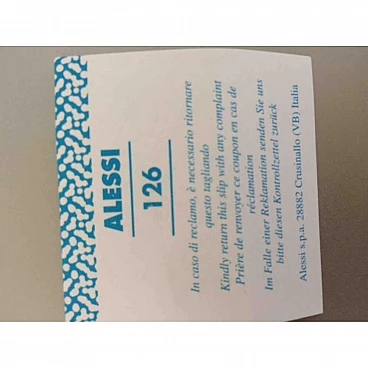 ALESSI
126
In caso di reclamo, è necessario ritornare
questo tagliando
Kindly return this slip with any complaint
Prière de renvoyer ce coupon en cas de
réclamation
Im Falle einer Reklamation senden Sie uns
bitte diesen Kontrollzettel zurück
Alessi s.p.a. 28882 Crusinallo (VB) Italia